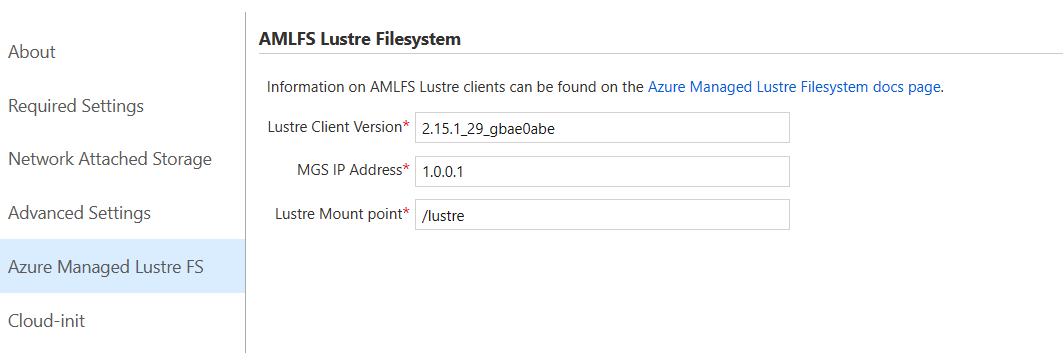 About
Required Settings
Network Attached Storage
Advanced Settings
Azure Managed Lustre FS
Cloud-init
AMLFS Lustre Filesystem
Information on AMLFS Lustre clients can be found on the Azure Managed Lustre Filesystem docs page.
Lustre Client Version* 2.15.1_29_gbae0abe
MGS IP Address* 1.0.0.1
Lustre Mount point* /lustre